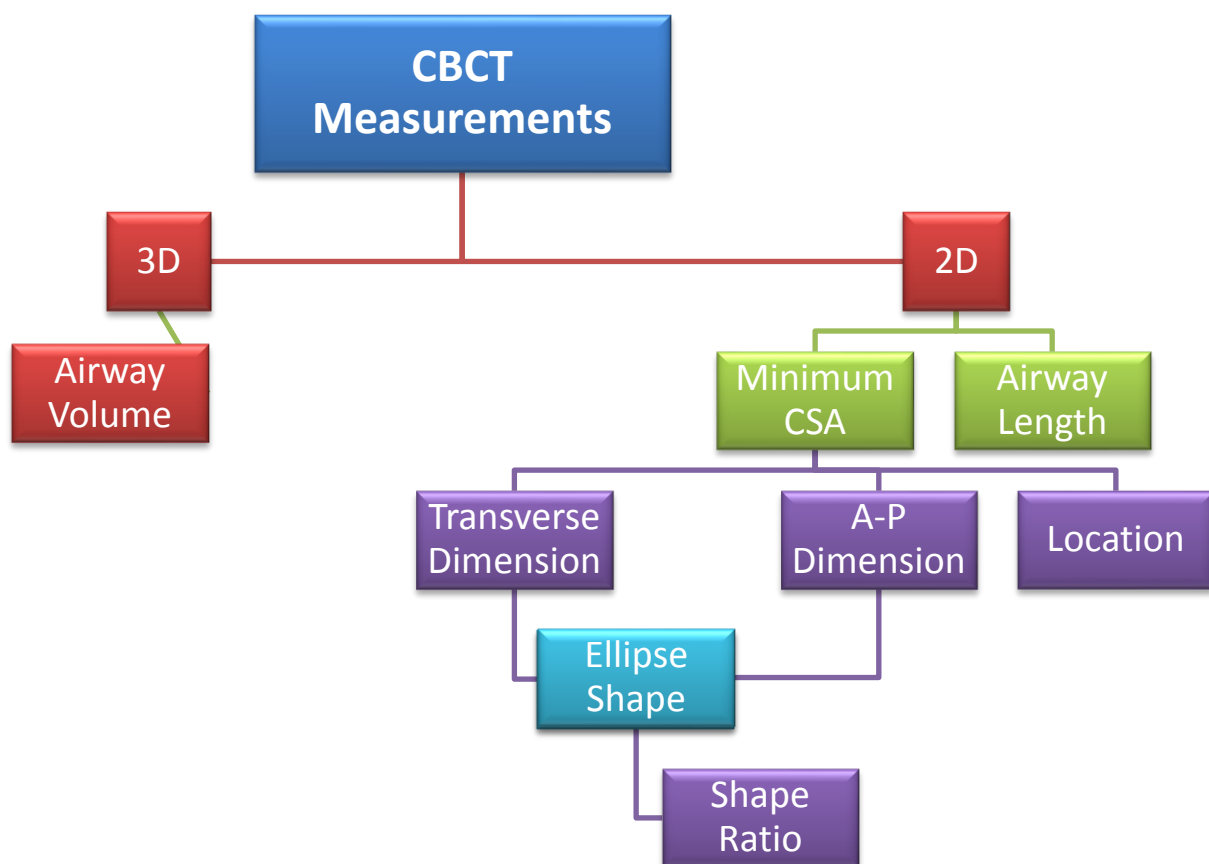 CBCT
Measurements
3D
2D
Airway
Volume
Minimum
CSA
Airway
Length
Transverse
Dimension
A-P
Dimension
Location
Ellipse
Shape
Shape
Ratio